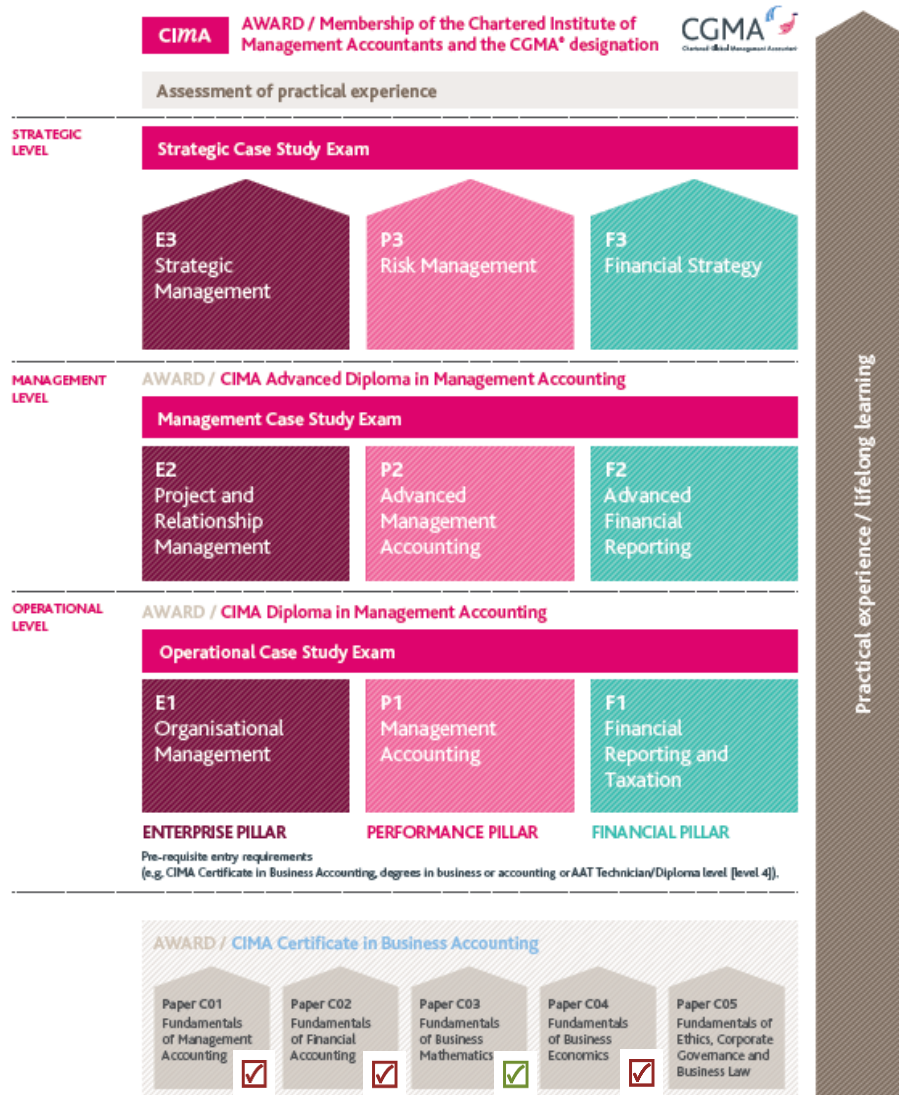 CIMA
AWARD / Membership of the Chartered Institute of
Management Accountants and the CGMA® designation
CGMA
Chartered Global Management Accountant
Assessment of practical experience
STRATEGIC
LEVEL
Strategic Case Study Exam
E3
Strategic
Management
P3
Risk Management
F3
Financial Strategy
MANAGEMENT
LEVEL
AWARD / CIMA Advanced Diploma in Management Accounting
Management Case Study Exam
E2
Project and
Relationship
Management
P2
Advanced
Management
Accounting
F2
Advanced
Financial
Reporting
OPERATIONAL
LEVEL
AWARD / CIMA Diploma in Management Accounting
Operational Case Study Exam
E1
Organisational
Management
P1
Management
Accounting
F1
Financial
Reporting and
Taxation
ENTERPRISE PILLAR
PERFORMANCE PILLAR
FINANCIAL PILLAR
Pre-requisite entry requirements
(e.g. CIMA Certificate in Business Accounting, degrees in business or accounting or AAT Technician/Diploma level [level 4]).
AWARD / CIMA Certificate in Business Accounting
Paper C01
Fundamentals
of Management
Accounting
Paper C02
Fundamentals
of Financial
Accounting
Paper C03
Fundamentals
of Business
Mathematics
Paper C04
Fundamentals
of Business
Economics
Paper C05
Fundamentals of
Ethics, Corporate
Governance and
Business Law
Practical experience / lifelong learning